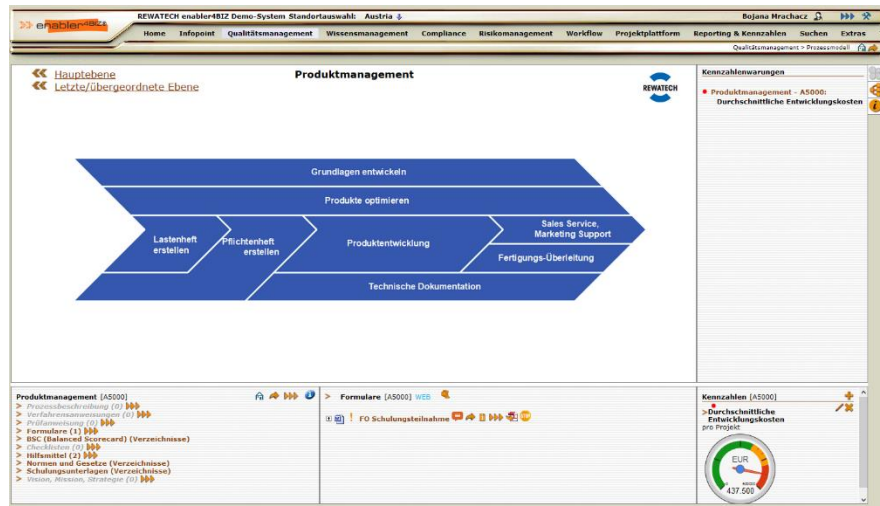 enabler4BIZ
REWATECH enabler4BIZ Demo-System Standortauswahl: Austria
Bojana Mrachacz
Home Infopoint Qualitätsmanagement Wissensmanagement Compliance Risikomanagement Workflow Projektplattform Reporting & Kennzahlen Suchen Extras
Qualitätsmanagement > Prozessmodell
Hauptebene
Letzte/übergeordnete Ebene
Produktmanagement
REWATECH
Grundlagen entwickeln
Produkte optimieren
Lastenheft
erstellen
Pflichtenheft
erstellen
Produktentwicklung
Sales Service,
Marketing Support
Fertigungs-Überleitung
Technische Dokumentation
Kennzahlenwarungen
Produktmanagement - A5000:
Durchschnittliche Entwicklungskosten
Produktmanagement [A5000]
> Prozessbeschreibung (0)
> Verfahrensanweisungen (0)
> Prüfanweisung (0)
> Formulare (1)
> BSC (Balanced Scorecard) (Verzeichnisse)
> Checklisten (0)
> Hilfsmittel (2)
> Normen und Gesetze (Verzeichnisse)
> Schulungsunterlagen (Verzeichnisse)
> Vision, Mission, Strategie (0)
> Formulare [A5000] WEB
! FO Schulungsteilnahme
Kennzahlen [A5000]
>Durchschnittliche
Entwicklungskosten
pro Projekt
EUR
437.500